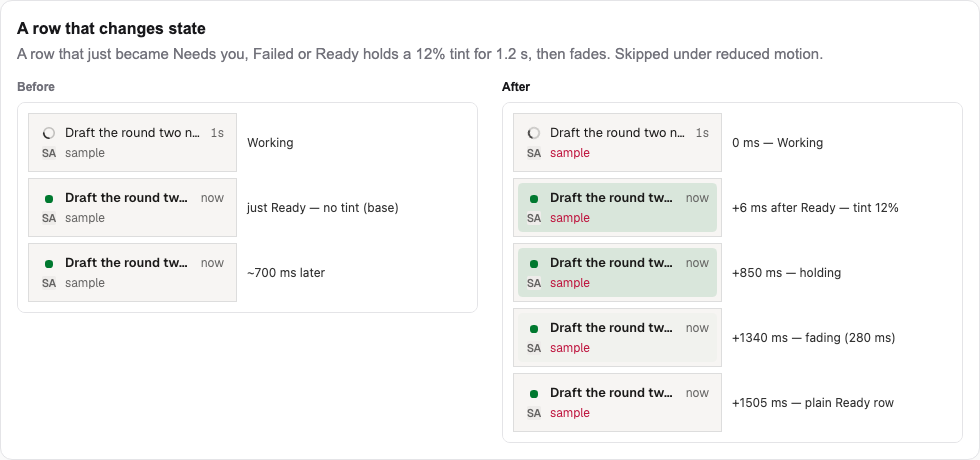 A row that changes state
A row that just became Needs you, Failed or Ready holds a 12% tint for 1.2 s, then fades. Skipped under reduced motion.
Before
Draft the round two n... 1s
SA sample
Working
Draft the round tw... now
SA sample
just Ready — no tint (base)
Draft the round tw... now
SA sample
~700 ms later
After
Draft the round two n... 1s
SA sample
0 ms — Working
Draft the round tw... now
SA sample
+6 ms after Ready — tint 12%
Draft the round tw... now
SA sample
+850 ms — holding
Draft the round tw... now
SA sample
+1340 ms — fading (280 ms)
Draft the round tw... now
SA sample
+1505 ms — plain Ready row